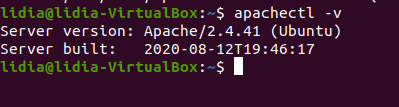 lidia@lidia-VirtualBox:~$ apachectl -v
Server version: Apache/2.4.41 (Ubuntu)
Server built:   2020-08-12T19:46:17
lidia@lidia-VirtualBox:~$